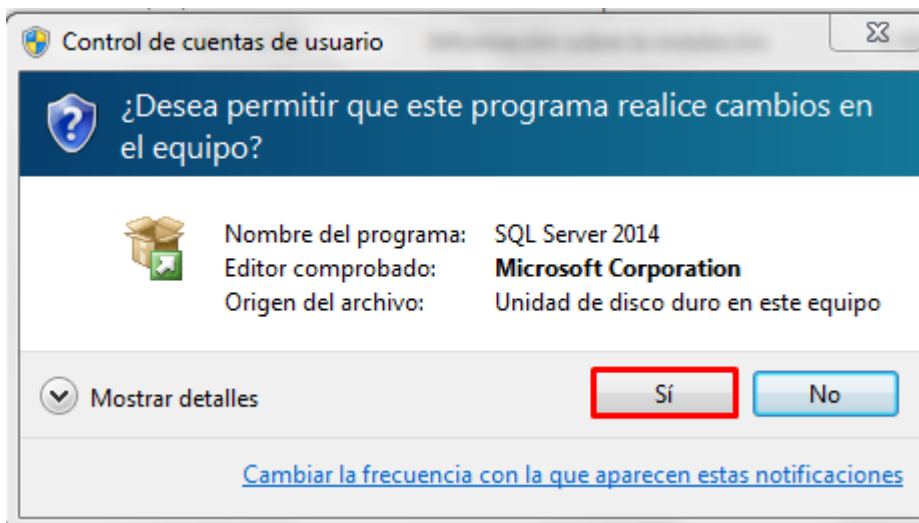 Control de cuentas de usuario
¿Desea permitir que este programa realice cambios en
el equipo?
Nombre del programa: SQL Server 2014
Editor comprobado: Microsoft Corporation
Origen del archivo: Unidad de disco duro en este equipo
Mostrar detalles Sí No
Cambiar la frecuencia con la que aparecen estas notificaciones